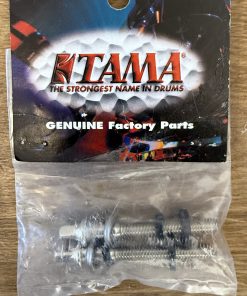 TAMA®
THE STRONGEST NAME IN DRUMS
GENUINE Factory Parts